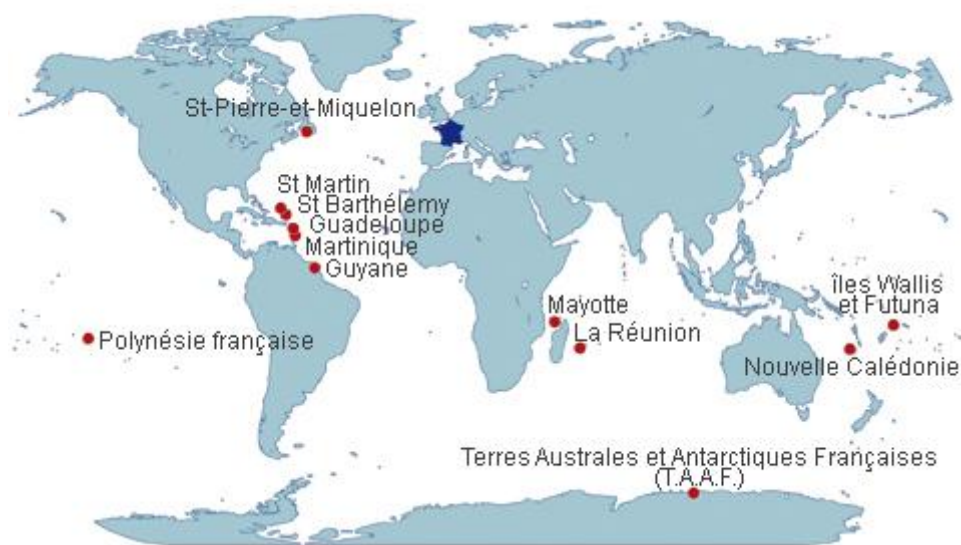 St-Pierre-et-Miquelon
St Martin
St Barthélemy
Guadeloupe
Martinique
Guyane
îles Wallis
et Futuna
Mayotte
La Réunion
Polynésie française
Nouvelle Calédonie
Terres Australes et Antarctiques Françaises
(T.A.A.F.)